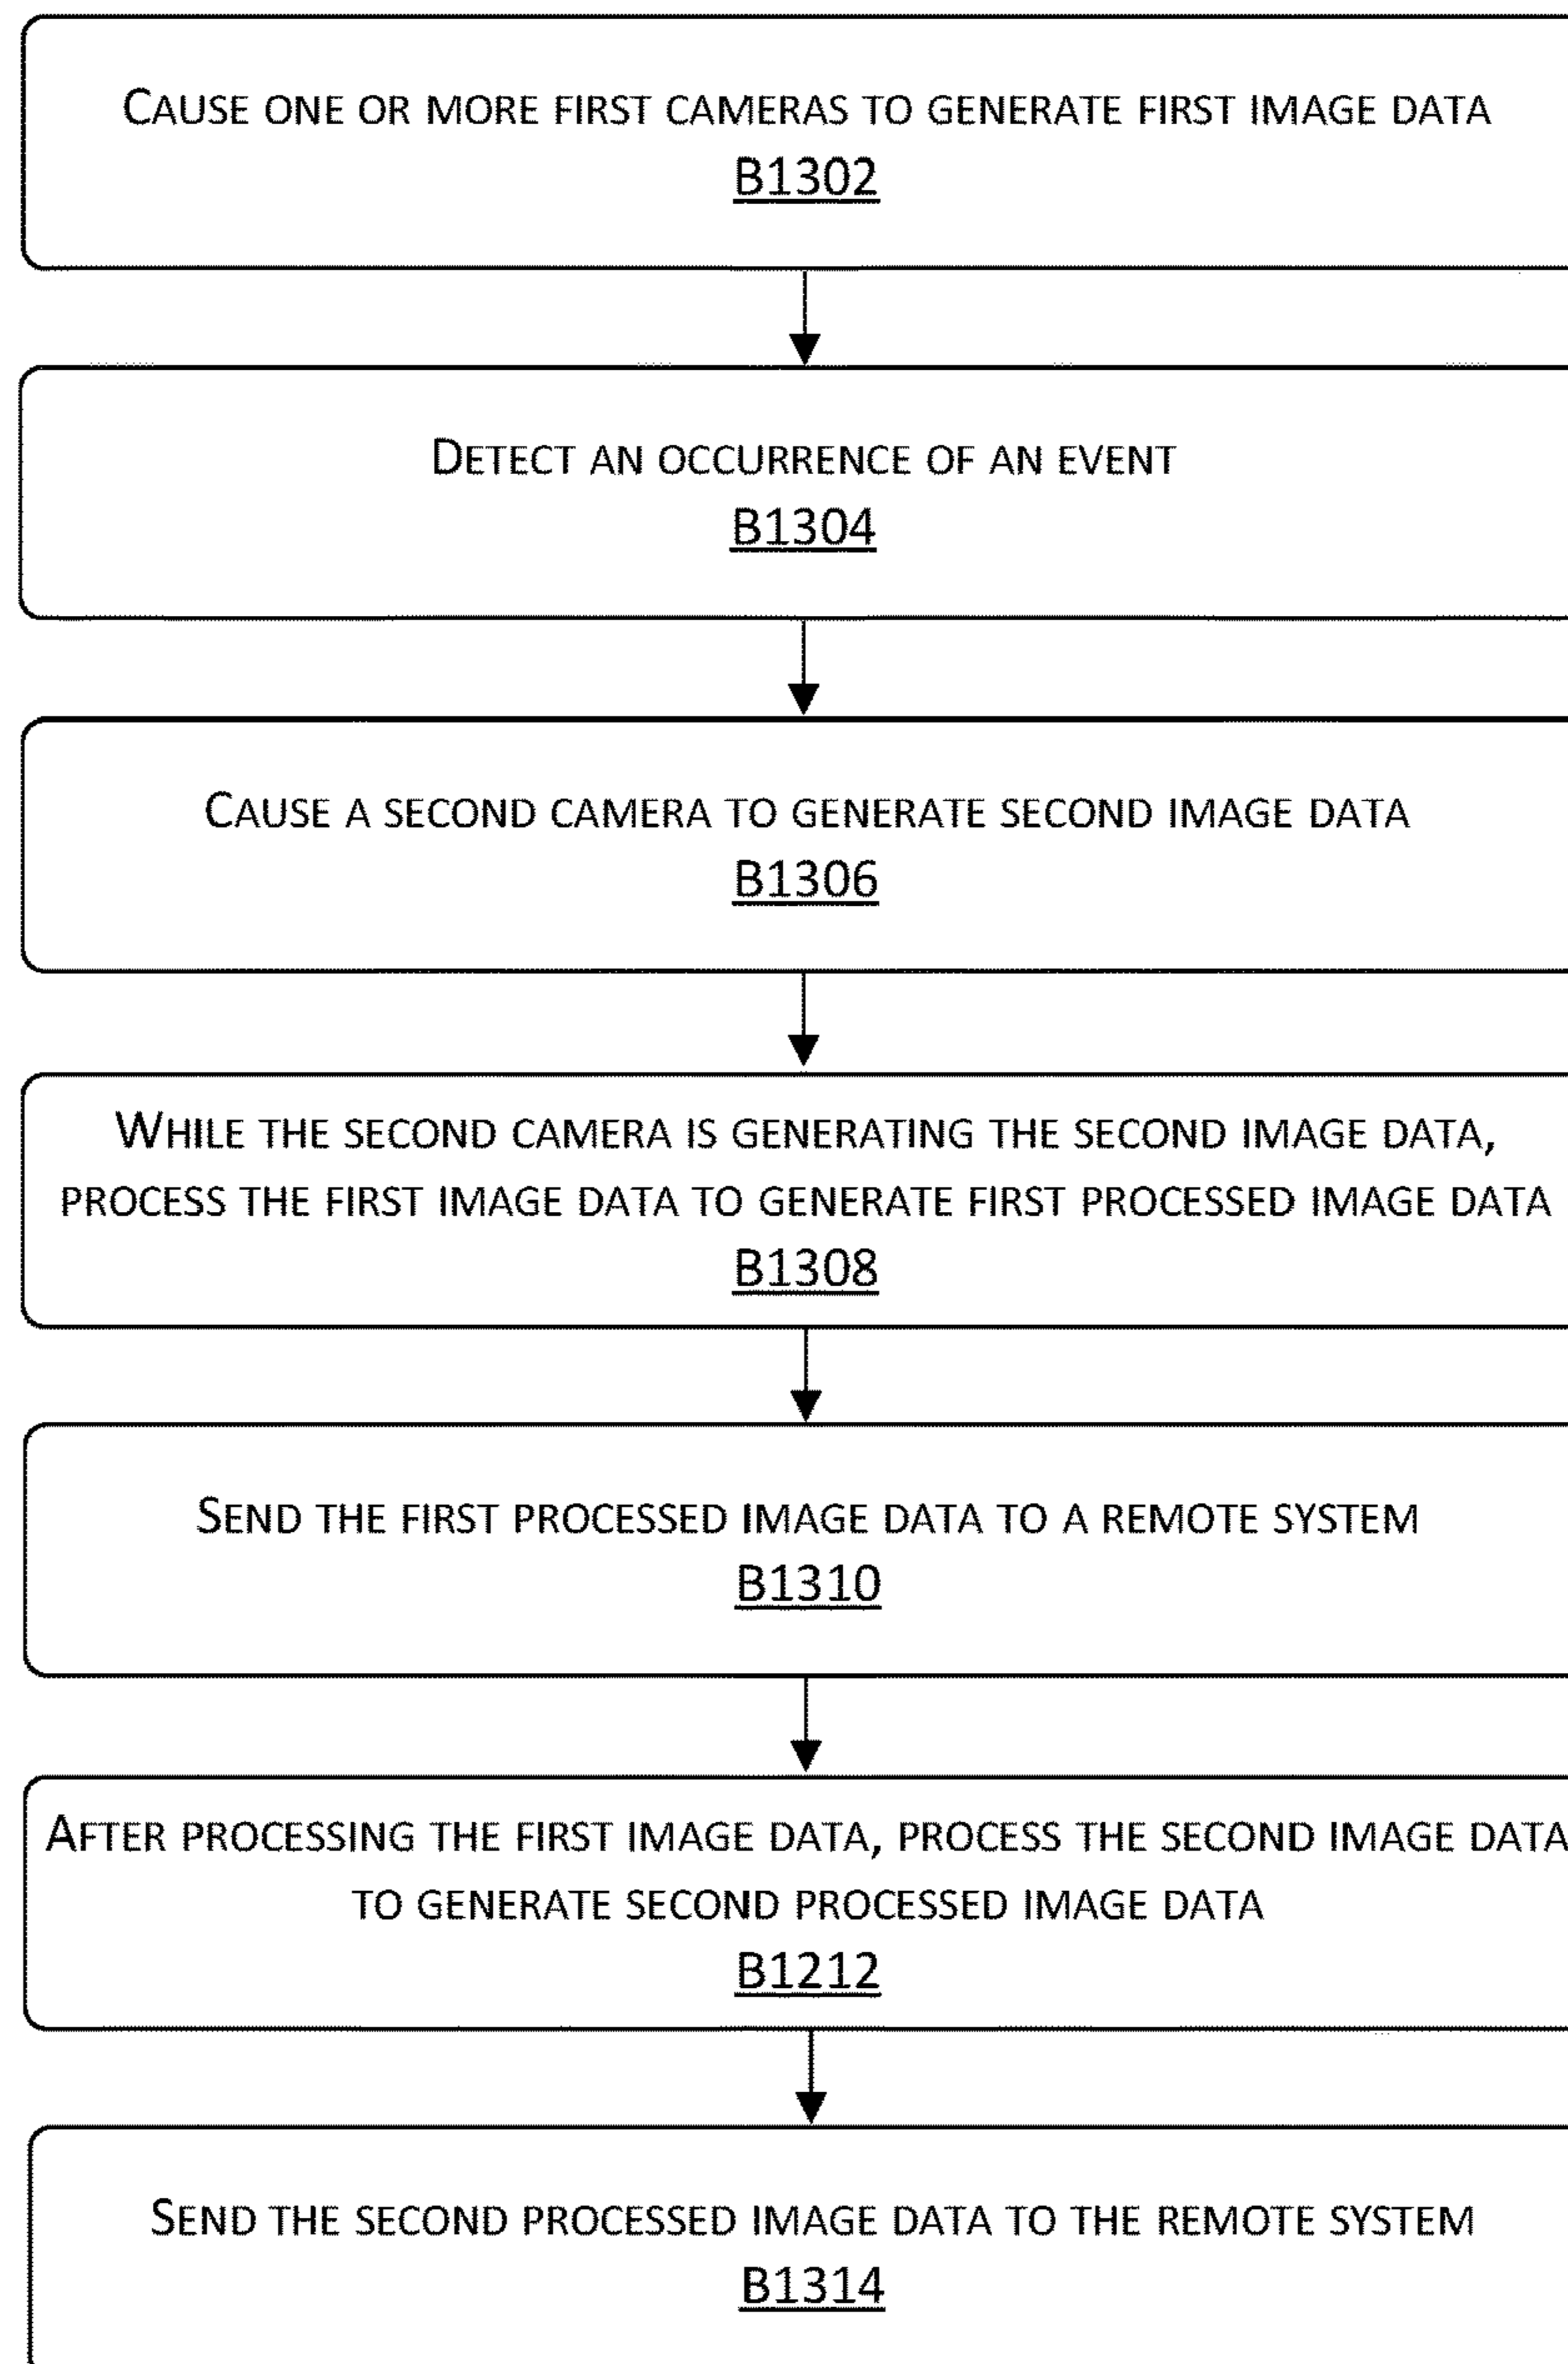 Cause one or more first cameras to generate first image data
B1302
Detect an occurrence of an event
B1304
Cause a second camera to generate second image data
B1306
While the second camera is generating the second image data,
process the first image data to generate first processed image data
B1308
Send the first processed image data to a remote system
B1310
After processing the first image data, process the second image data
to generate second processed image data
B1212
Send the second processed image data to the remote system
B1314